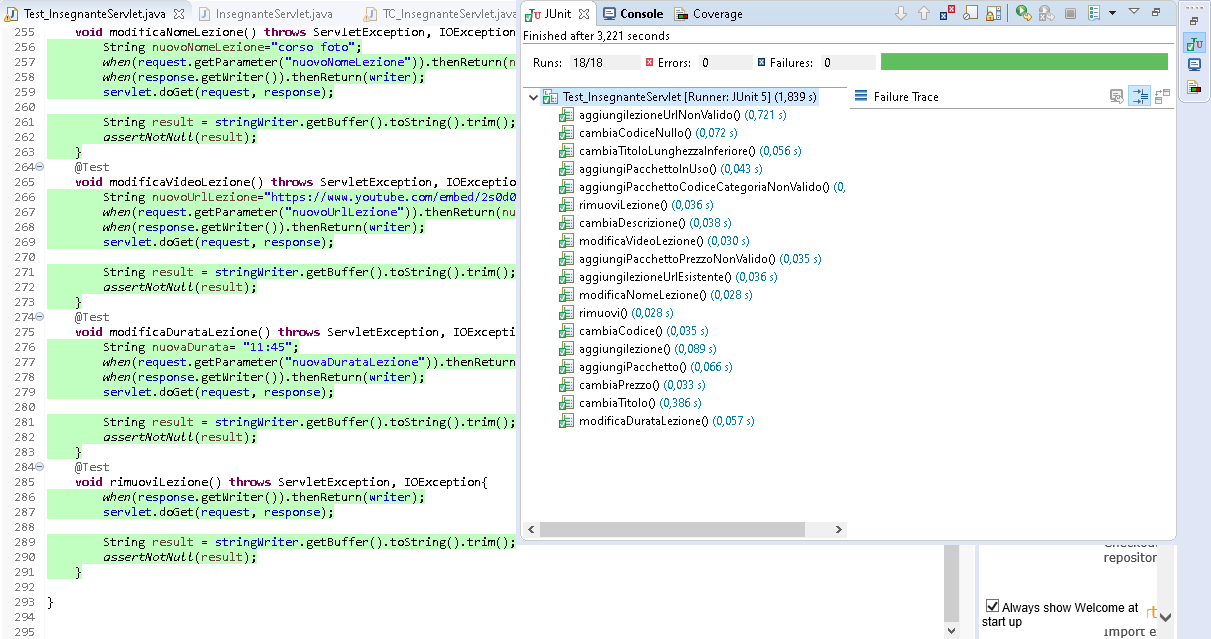 Test_InsegnanteServlet.java
InsegnanteServlet.java
TC_InsegnanteServlet.java
255 void modificaNomeLezione() throws ServletException, IOException
256 String nuovoNomeLezione="corso foto";
257 when(request.getParameter("nuovoNomeLezione")).thenReturn(n
258 when(response.getWriter()).thenReturn(writer);
259 servlet.doGet(request, response);
260
261 String result = stringWriter.getBuffer().toString().trim();
262 assertNotNull(result);
263 }
264 @Test
265 void modificaVideoLezione() throws ServletException, IOExceptio
266 String nuovoUrlLezione="https://www.youtube.com/embed/2s0d0
267 when(request.getParameter("nuovoUrlLezione")).thenReturn(nu
268 when(response.getWriter()).thenReturn(writer);
269 servlet.doGet(request, response);
270
271 String result = stringWriter.getBuffer().toString().trim();
272 assertNotNull(result);
273 }
274 @Test
275 void modificaDurataLezione() throws ServletException, IOExcepti
276 String nuovaDurata= "11:45";
277 when(request.getParameter("nuovaDurataLezione")).thenReturn
278 when(response.getWriter()).thenReturn(writer);
279 servlet.doGet(request, response);
280
281 String result = stringWriter.getBuffer().toString().trim();
282 assertNotNull(result);
283 }
284 @Test
285 void rimuoviLezione() throws ServletException, IOException{
286 when(response.getWriter()).thenReturn(writer);
287 servlet.doGet(request, response);
288
289 String result = stringWriter.getBuffer().toString().trim();
290 assertNotNull(result);
291 }
292
293 }
294
295
JUnit
Console
Coverage
Finished after 3,221 seconds
Runs: 18/18 Errors: 0 Failures: 0
Test_InsegnanteServlet [Runner: JUnit 5] (1,839 s)
aggiungilezioneUrlNonValido() (0,721 s)
cambiaCodiceNullo() (0,072 s)
cambiaTitoloLunghezzaInferiore() (0,056 s)
aggiungiPacchettoInUso() (0,043 s)
aggiungiPacchettoCodiceCategoriaNonValido() (0,
rimuoviLezione() (0,036 s)
cambiaDescrizione() (0,038 s)
modificaVideoLezione() (0,030 s)
aggiungiPacchettoPrezzoNonValido() (0,035 s)
aggiungilezioneUrlEsistente() (0,036 s)
modificaNomeLezione() (0,028 s)
rimuovi() (0,028 s)
cambiaCodice() (0,035 s)
aggiungilezione() (0,089 s)
aggiungiPacchetto() (0,066 s)
cambiaPrezzo() (0,033 s)
cambiaTitolo() (0,386 s)
modificaDurataLezione() (0,057 s)
Failure Trace
repositor
Always show Welcome at
start up
Import e